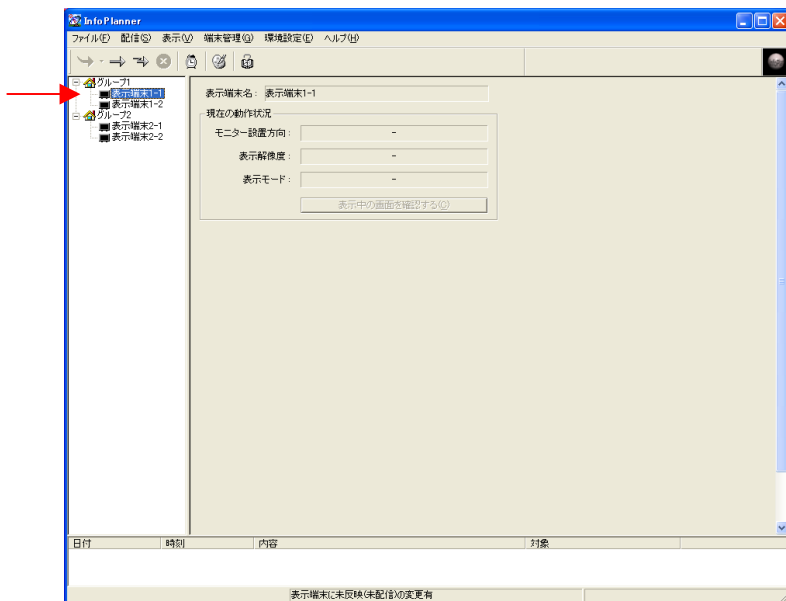 InfoPlanner
ファイル(F) 配信(S) 表示(V) 端末管理(G) 環境設定(E) ヘルプ(H)
グループ1
表示端末1-1
表示端末1-2
グループ2
表示端末2-1
表示端末2-2
表示端末名： 表示端末1-1
現在の動作状況
モニター設置方向： -
表示解像度： -
表示モード： -
表示中の画面を確認する(O)
日付 時刻 内容 対象
表示端末に未反映(未配信)の変更有